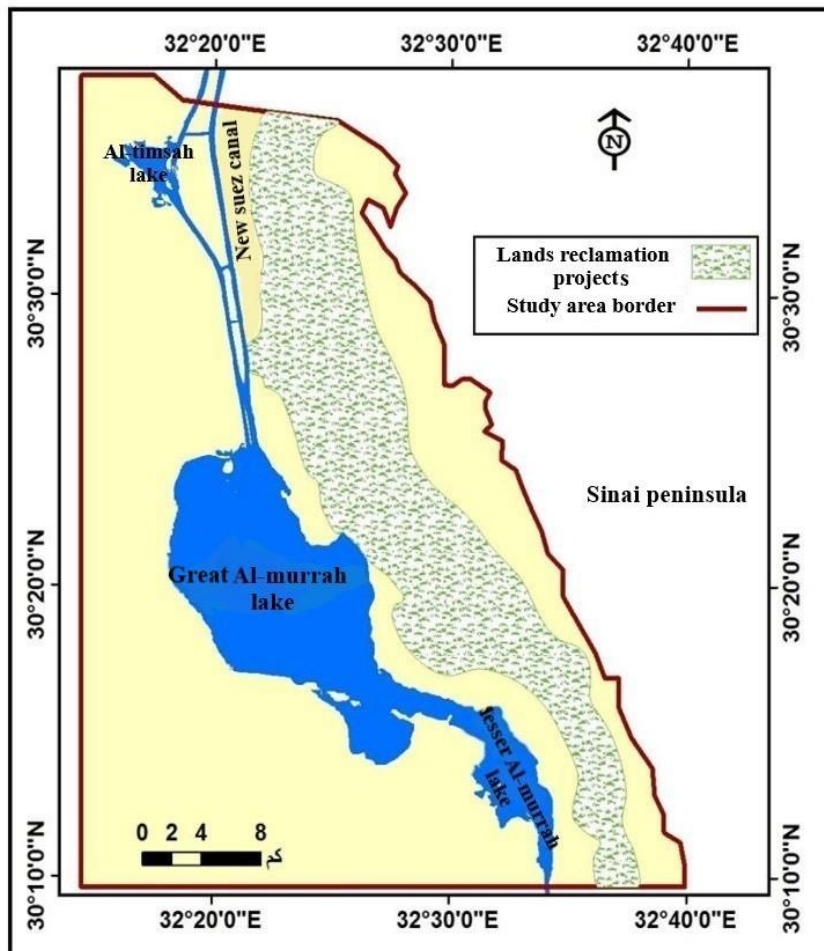 32°20'0"E
32°30'0"E
32°40'0"E
N
Al-timsah
lake
New suez canal
Lands reclamation
projects
Study area border
30°30'0"N
30°30'0"N
Sinai peninsula
Great Al-murrah
lake
30°20'0"N
30°20'0"N
lesser Al-murrah
lake
0 2 4 8
كم
30°10'0"N
30°10'0"N
32°20'0"E
32°30'0"E
32°40'0"E